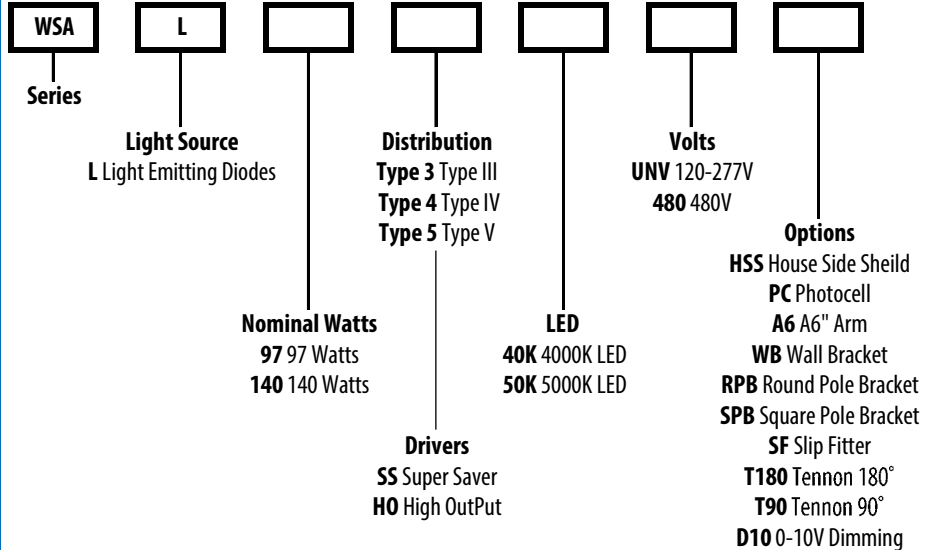 WSA
L
Series
Light Source
L Light Emitting Diodes
Nominal Watts
97 97 Watts
140 140 Watts
Distribution
Type 3 Type III
Type 4 Type IV
Type 5 Type V
Drivers
SS Super Saver
HO High OutPut
LED
40K 4000K LED
50K 5000K LED
Volts
UNV 120-277V
480 480V
Options
HSS House Side Sheild
PC Photocell
A6 A6" Arm
WB Wall Bracket
RPB Round Pole Bracket
SPB Square Pole Bracket
SF Slip Fitter
T180 Tennon 180°
T90 Tennon 90°
D10 0-10V Dimming